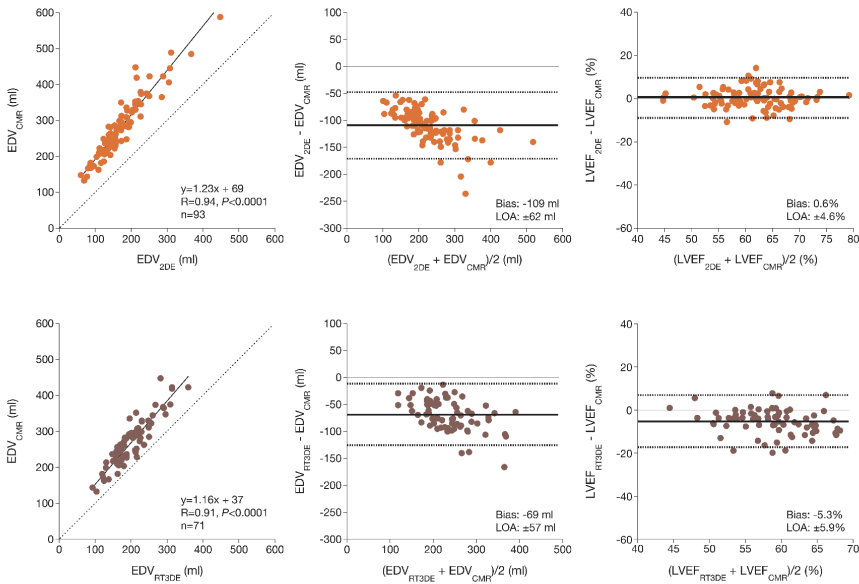 600
500
400
300
200
100
0
EDV_CMR (ml)
y=1.23x + 69
R=0.94, P<0.0001
n=93
0 100 200 300 400 500 600
EDV_2DE (ml)
100
50
0
-50
-100
-150
-200
-250
-300
EDV_2DE - EDV_CMR (ml)
Bias: -109 ml
LOA: ±62 ml
0 100 200 300 400 500 600
(EDV_2DE + EDV_CMR)/2 (ml)
40
20
0
-20
-40
-60
LVEF_2DE - LVEF_CMR (%)
Bias: 0.6%
LOA: ±4.6%
40 45 50 55 60 65 70 75 80
(LVEF_2DE + LVEF_CMR)/2 (%)
600
500
400
300
200
100
0
EDV_CMR (ml)
y=1.16x + 37
R=0.91, P<0.0001
n=71
0 100 200 300 400 500 600
EDV_RT3DE (ml)
100
50
0
-50
-100
-150
-200
-250
-300
EDV_RT3DE - EDV_CMR (ml)
Bias: -69 ml
LOA: ±57 ml
0 100 200 300 400 500
(EDV_RT3DE + EDV_CMR)/2 (ml)
40
20
0
-20
-40
-60
LVEF_RT3DE - LVEF_CMR (%)
Bias: -5.3%
LOA: ±5.9%
40 45 50 55 60 65 70
(LVEF_RT3DE + LVEF_CMR)/2 (%)